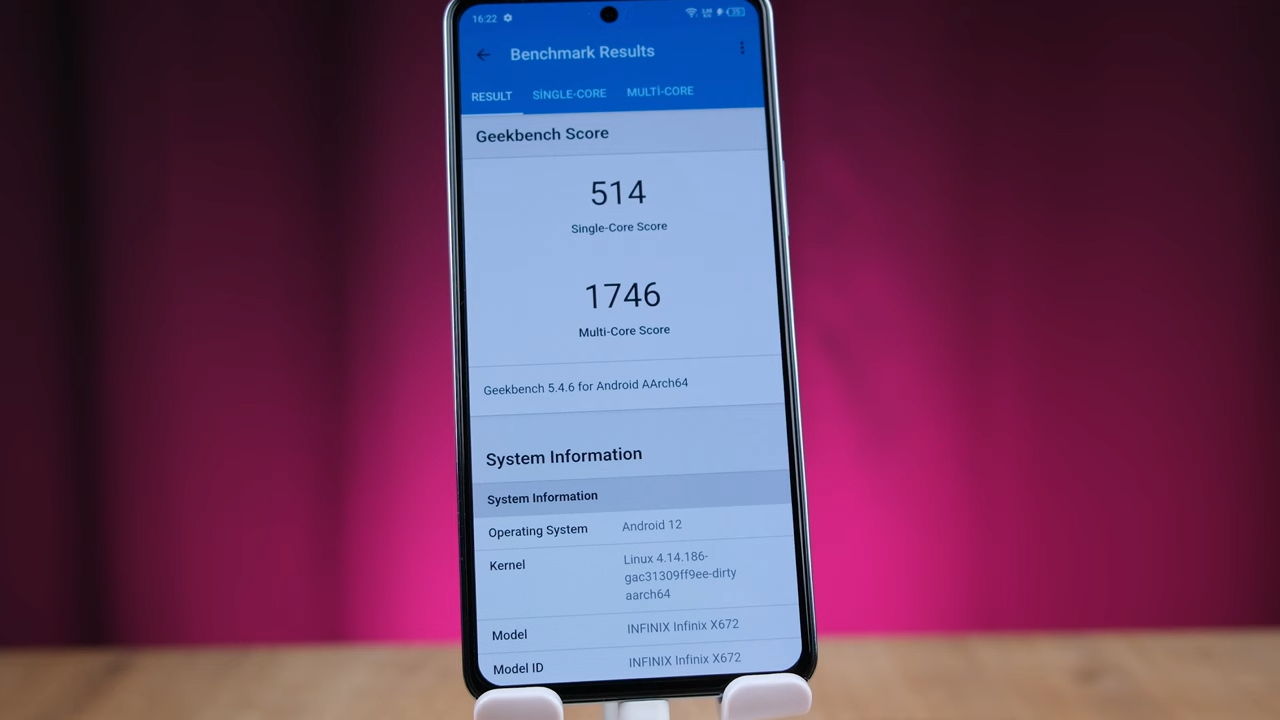 16:22
Benchmark Results
RESULT SİNGLE-CORE MULTİ-CORE
Geekbench Score
514
Single-Core Score
1746
Multi-Core Score
Geekbench 5.4.6 for Android AArch64
System Information
System Information
Operating System Android 12
Kernel Linux 4.14.186-
gac31309ff9ee-dirty
aarch64
Model INFINIX Infinix X672
Model ID INFINIX Infinix X672